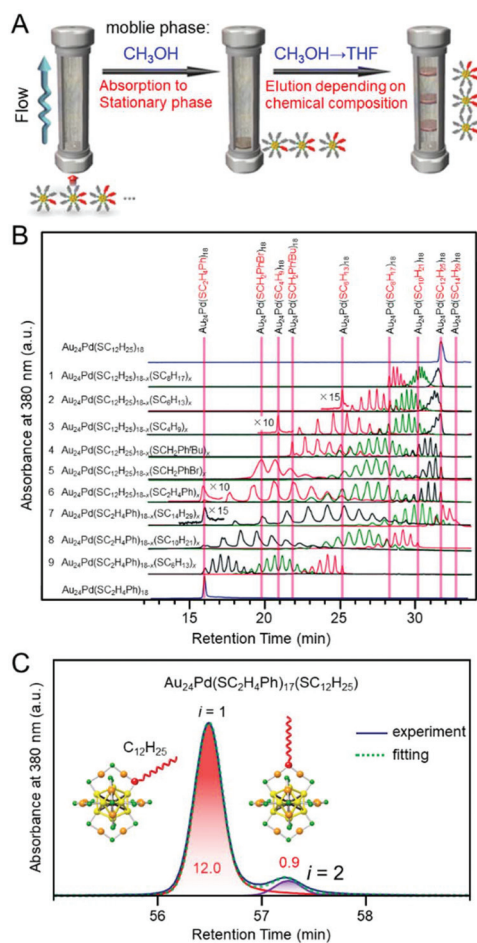 A
moblie phase:
CH₃OH
CH₃OH→THF
Absorption to
Stationary phase
Elution depending on
chemical composition
Flow
...
B
Au₂₄Pd(SC₂H₄Ph)₁₈
Au₂₄Pd(SCH₂PhBr)₁₈
Au₂₄Pd(SC₄H₉)₁₈
Au₂₄Pd(SCH₂PhᵗBu)₁₈
Au₂₄Pd(SC₆H₁₃)₁₈
Au₂₄Pd(SC₈H₁₇)₁₈
Au₂₄Pd(SC₁₀H₂₁)₁₈
Au₂₄Pd(SC₁₂H₂₅)₁₈
Au₂₄Pd(SC₁₄H₂₉)₁₈
Absorbance at 380 nm (a.u.)
Au₂₄Pd(SC₁₂H₂₅)₁₈
1 Au₂₄Pd(SC₁₂H₂₅)₁₈₋ₓ(SC₈H₁₇)ₓ
2 Au₂₄Pd(SC₁₂H₂₅)₁₈₋ₓ(SC₆H₁₃)ₓ ×15
3 Au₂₄Pd(SC₁₂H₂₅)₁₈₋ₓ(SC₄H₉)ₓ ×10
4 Au₂₄Pd(SC₁₂H₂₅)₁₈₋ₓ(SCH₂PhᵗBu)ₓ
5 Au₂₄Pd(SC₁₂H₂₅)₁₈₋ₓ(SCH₂PhBr)ₓ
6 Au₂₄Pd(SC₁₂H₂₅)₁₈₋ₓ(SC₂H₄Ph)ₓ ×10
7 Au₂₄Pd(SC₂H₄Ph)₁₈₋ₓ(SC₁₄H₂₉)ₓ ×15
8 Au₂₄Pd(SC₂H₄Ph)₁₈₋ₓ(SC₁₀H₂₁)ₓ
9 Au₂₄Pd(SC₂H₄Ph)₁₈₋ₓ(SC₆H₁₃)ₓ
Au₂₄Pd(SC₂H₄Ph)₁₈
15 20 25 30
Retention Time (min)
C
Au₂₄Pd(SC₂H₄Ph)₁₇(SC₁₂H₂₅)
Absorbance at 380 nm (a.u.)
i = 1
experiment
fitting
C₁₂H₂₅
12.0
0.9
i = 2
56 57 58
Retention Time (min)